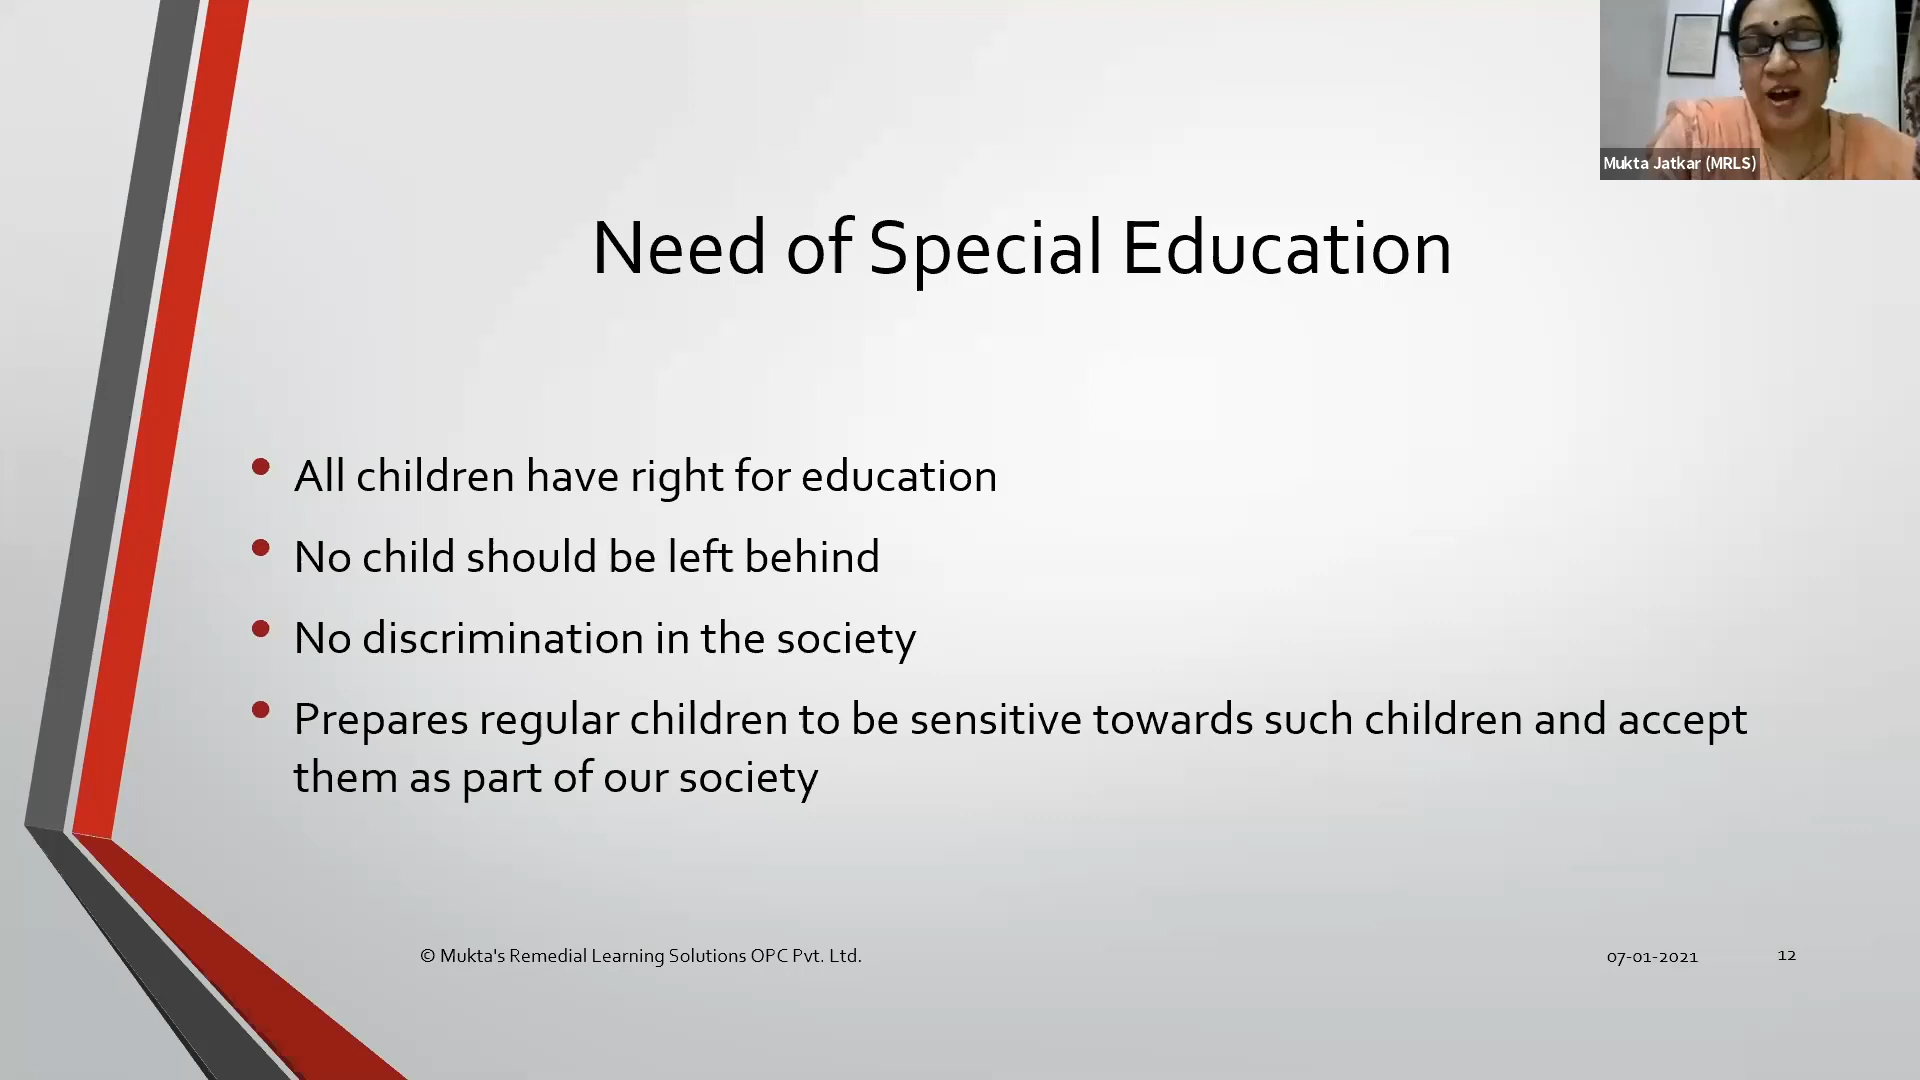 Mukta Jatkar (MRLS)
Need of Special Education
• All children have right for education
• No child should be left behind
• No discrimination in the society
• Prepares regular children to be sensitive towards such children and accept
them as part of our society
© Mukta's Remedial Learning Solutions OPC Pvt. Ltd.
07-01-2021
12